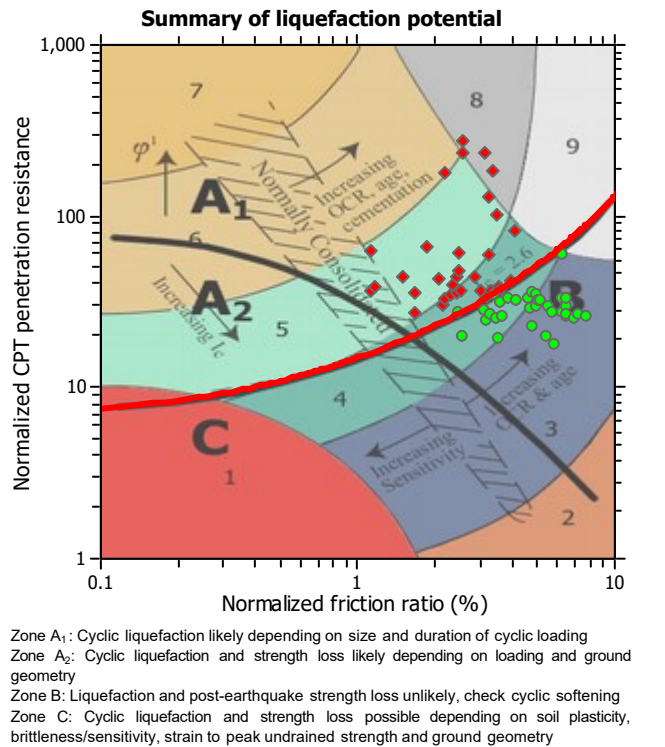 Summary of liquefaction potential
Normalized CPT penetration resistance
1,000
100
10
1
7
8
9
φ'
A1
Normally Consolidated
Increasing
OCR, age,
cementation
6
A2
Increasing Ic
5
= 2.6
B
4
C
1
Increasing
Sensitivity
Increasing
OCR & age
3
2
0.1
1
10
Normalized friction ratio (%)
Zone A1: Cyclic liquefaction likely depending on size and duration of cyclic loading
Zone A2: Cyclic liquefaction and strength loss likely depending on loading and ground
geometry
Zone B: Liquefaction and post-earthquake strength loss unlikely, check cyclic softening
Zone C: Cyclic liquefaction and strength loss possible depending on soil plasticity,
brittleness/sensitivity, strain to peak undrained strength and ground geometry